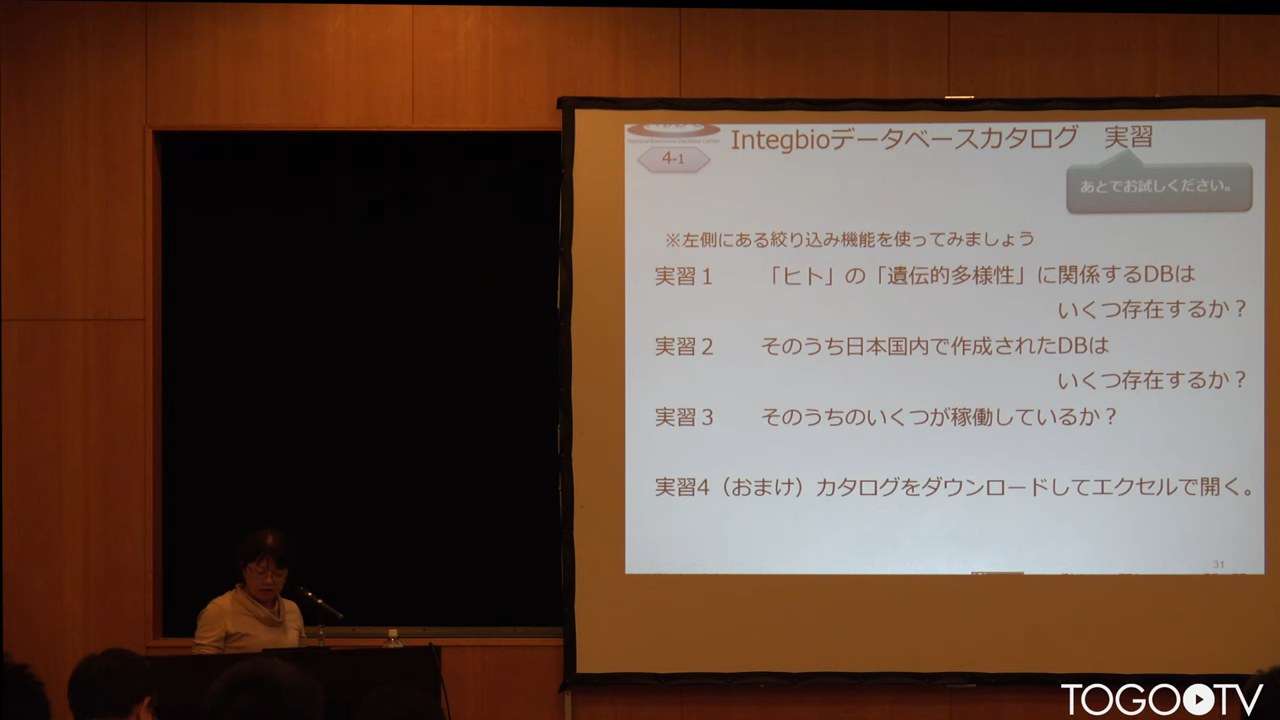 Integbioデータベースカタログ 実習
4-1
あとでお試しください。
※左側にある絞り込み機能を使ってみましょう
実習１ 「ヒト」の「遺伝的多様性」に関係するDBは
いくつ存在するか？
実習２ そのうち日本国内で作成されたDBは
いくつ存在するか？
実習３ そのうちのいくつが稼働しているか？
実習4（おまけ）カタログをダウンロードしてエクセルで開く。
31
TOGOTV